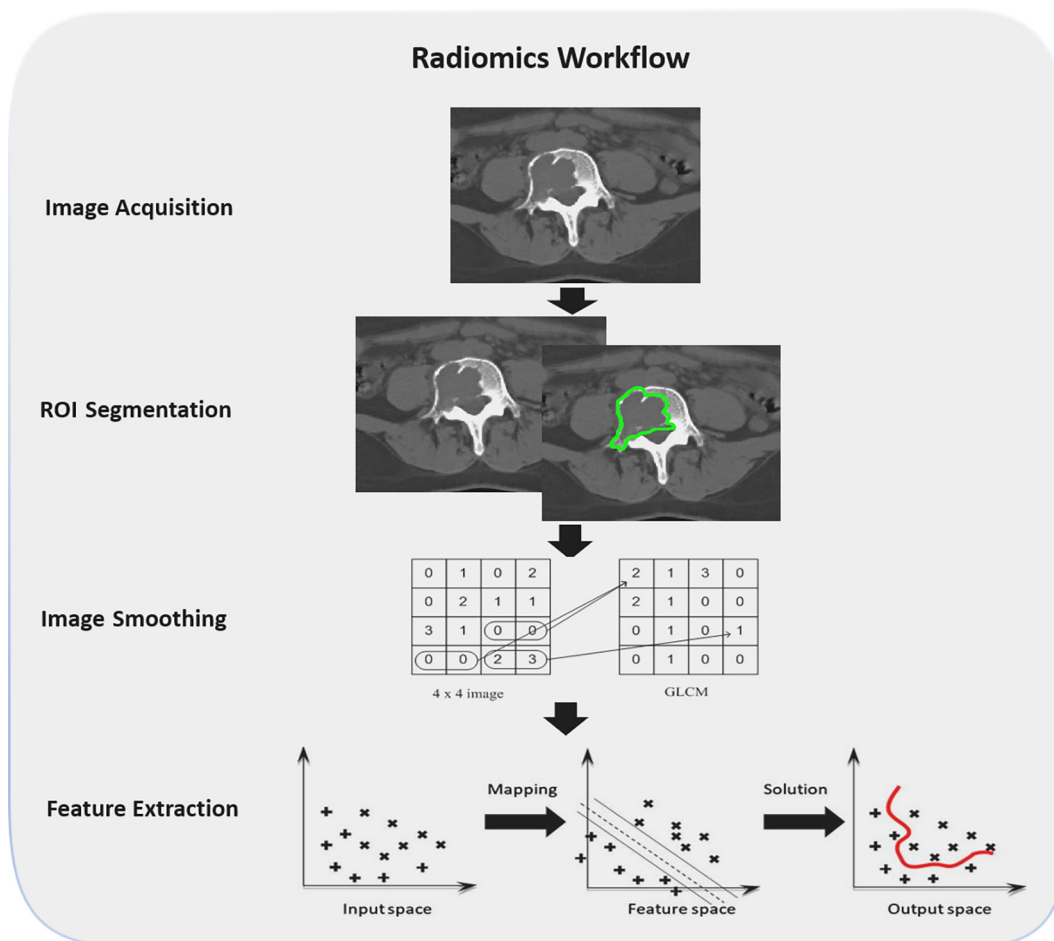 Radiomics Workflow
Image Acquisition
ROI Segmentation
Image Smoothing
0 1 0 2
0 2 1 1
3 1 0 0
0 0 2 3
4 x 4 image
2 1 3 0
2 1 0 0
0 1 0 1
0 1 0 0
GLCM
Feature Extraction
Mapping
Solution
Input space
Feature space
Output space